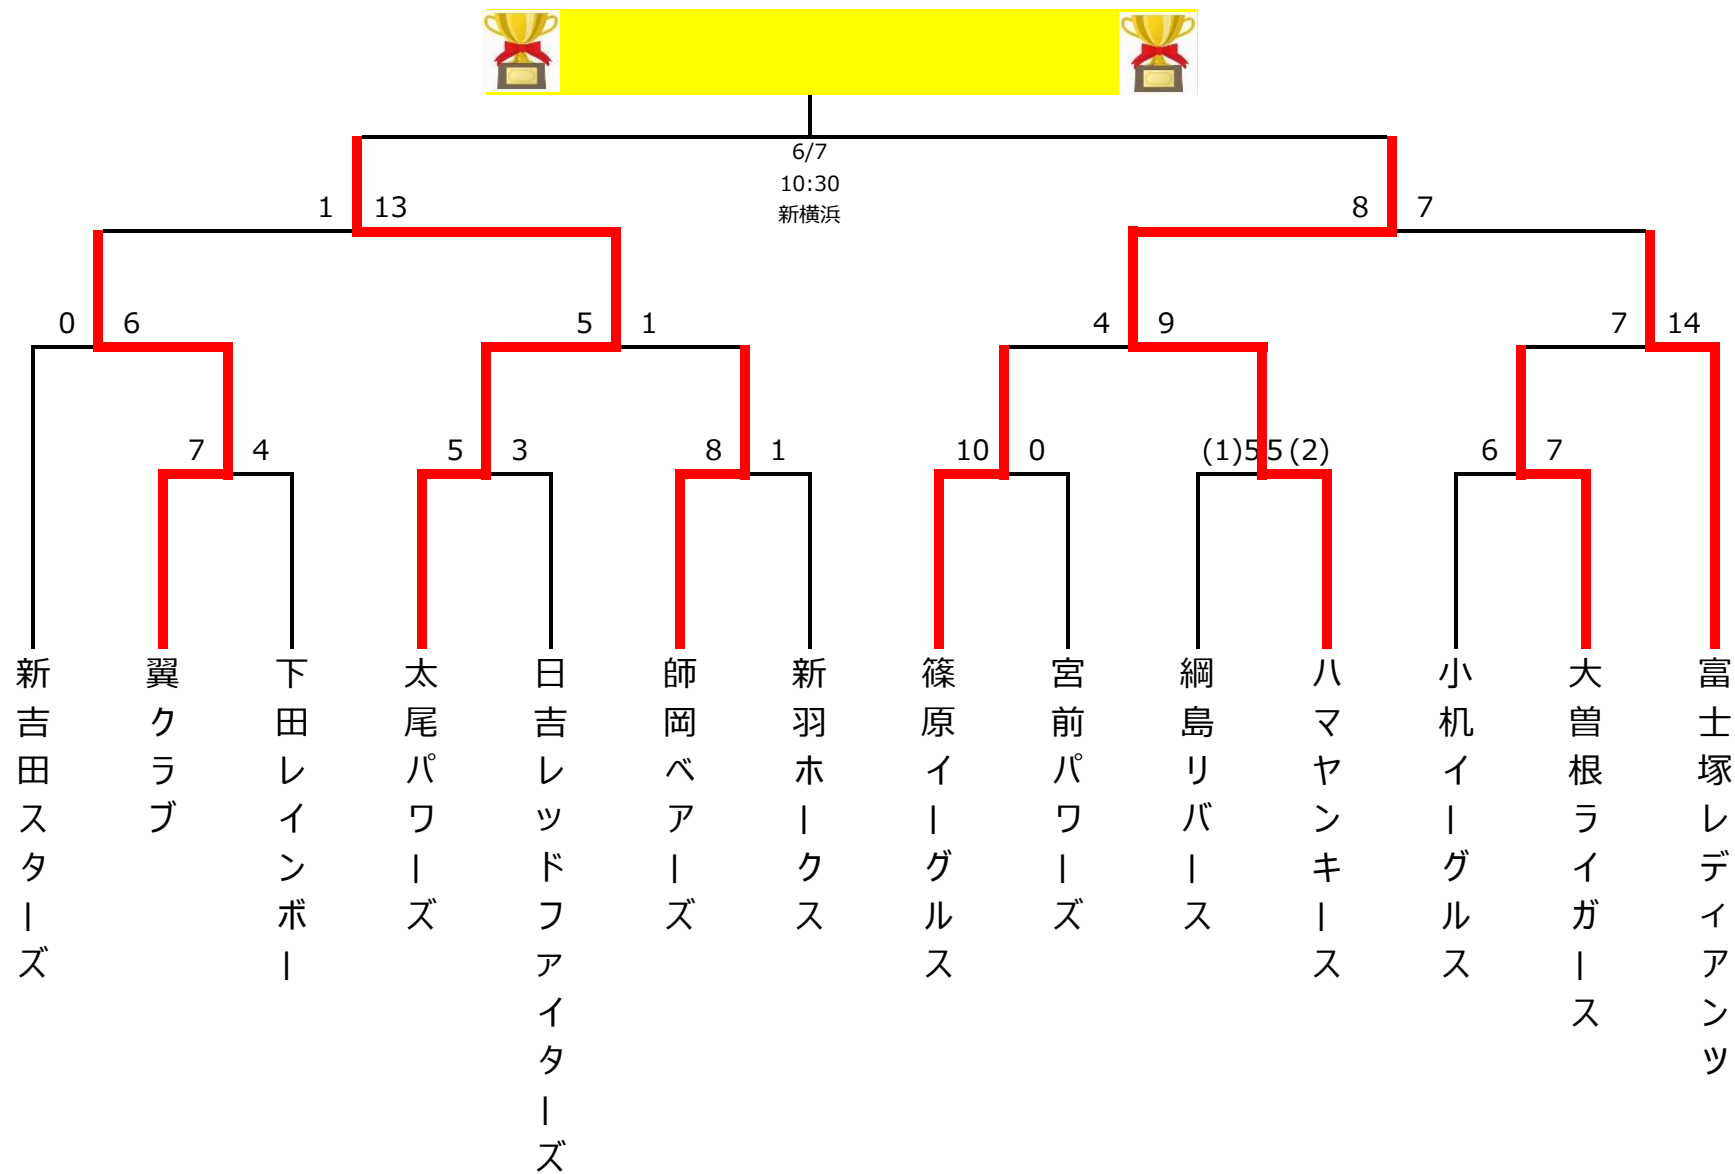 6/7
10:30
新横浜
1 13
8 7
0 6
5 1
4 9
7 14
7 4
5 3
8 1
10 0
(1)5 5(2)
6 7
新吉田スターズ
翼クラブ
下田レインボー
太尾パワーズ
日吉レッドファイターズ
師岡ベアーズ
新羽ホークス
篠原イーグルス
宮前パワーズ
綱島リバース
八マヤンキース
小机イーグルス
大曽根ライガース
富士塚レディアンツ